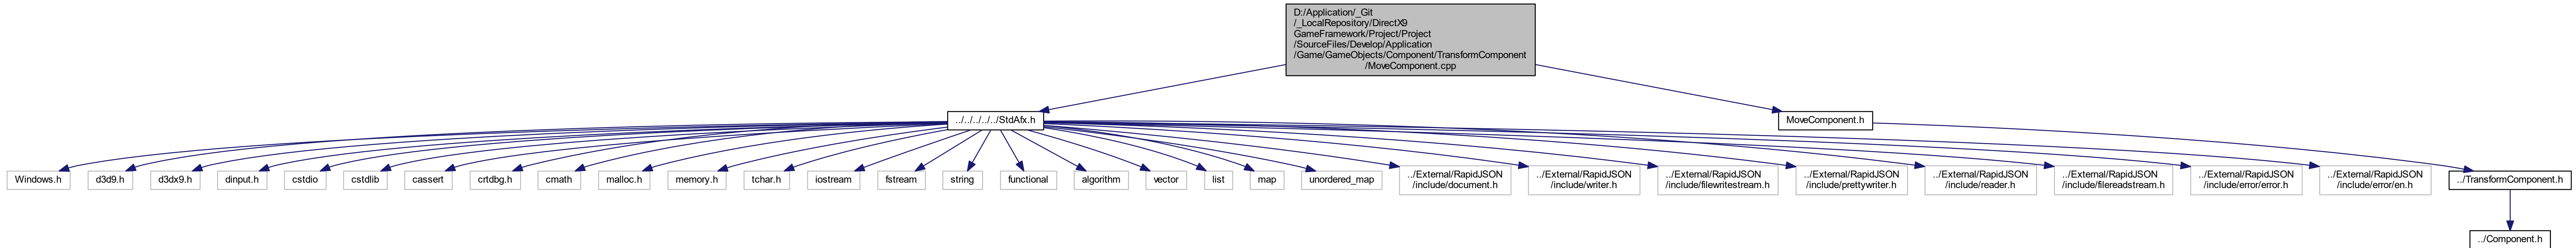 D:/Application/_Git
/_LocalRepository/DirectX9
GameFramework/Project/Project
/SourceFiles/Develop/Application
/Game/GameObjects/Component/TransformComponent
/MoveComponent.cpp
../../../../../StdAfx.h
MoveComponent.h
Windows.h
d3d9.h
d3dx9.h
dinput.h
cstdio
cstdlib
cassert
crtdbg.h
cmath
malloc.h
memory.h
tchar.h
iostream
fstream
string
functional
algorithm
vector
list
map
unordered_map
../External/RapidJSON
/include/document.h
../External/RapidJSON
/include/writer.h
../External/RapidJSON
/include/filewritestream.h
../External/RapidJSON
/include/prettywriter.h
../External/RapidJSON
/include/reader.h
../External/RapidJSON
/include/filereadstream.h
../External/RapidJSON
/include/error/error.h
../External/RapidJSON
/include/error/en.h
../TransformComponent.h
../Component.h